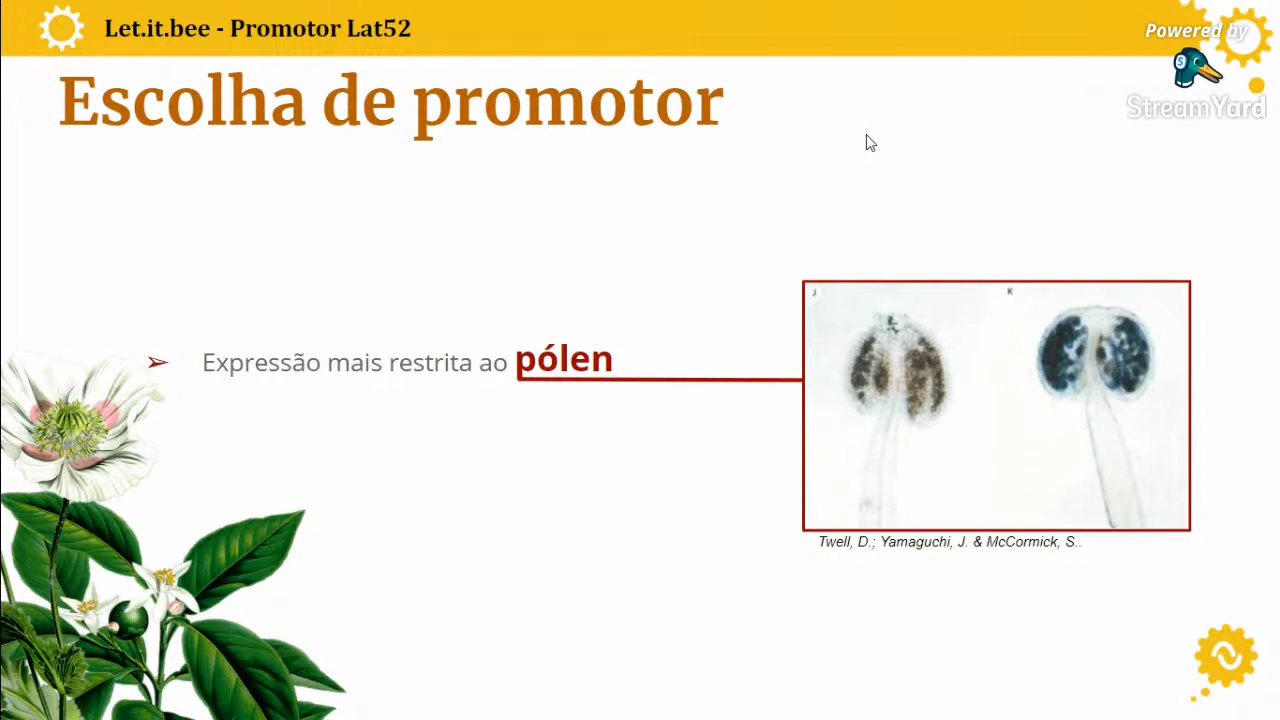 Let.it.bee - Promotor Lat52
Powered by
StreamYard
Escolha de promotor
➢ Expressão mais restrita ao pólen
J
K
Twell, D.; Yamaguchi, J. & McCormick, S..